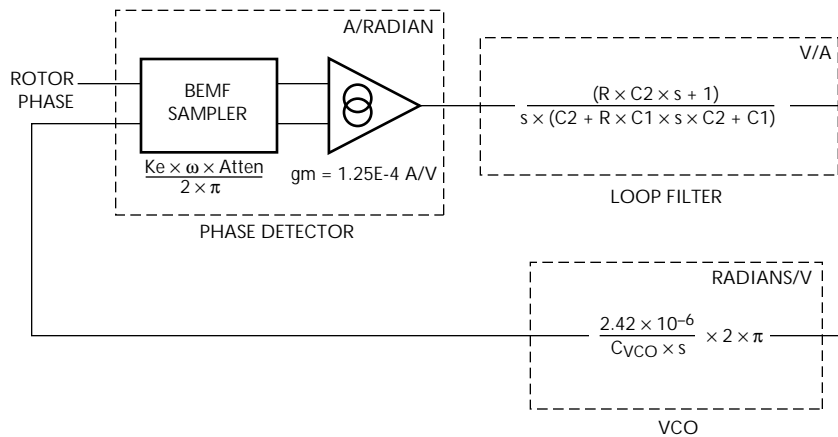 A/RADIAN
V/A
ROTOR
PHASE
BEMF
SAMPLER
(R × C2 × s + 1)
s × (C2 + R × C1 × s × C2 + C1)
Ke × ω × Atten
2 × π
gm = 1.25E-4 A/V
LOOP FILTER
PHASE DETECTOR
RADIANS/V
2.42 × 10⁻⁶
C_VCO × s
× 2 × π
VCO